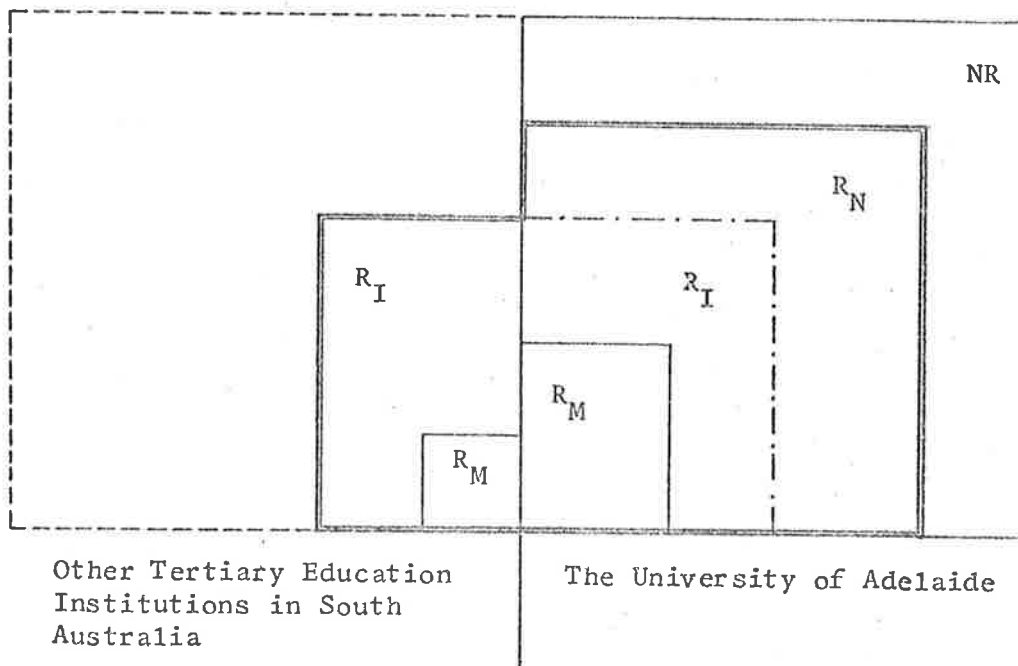 NR
R_N
R_I
R_I
R_M
R_M
Other Tertiary Education
Institutions in South
Australia
The University of Adelaide